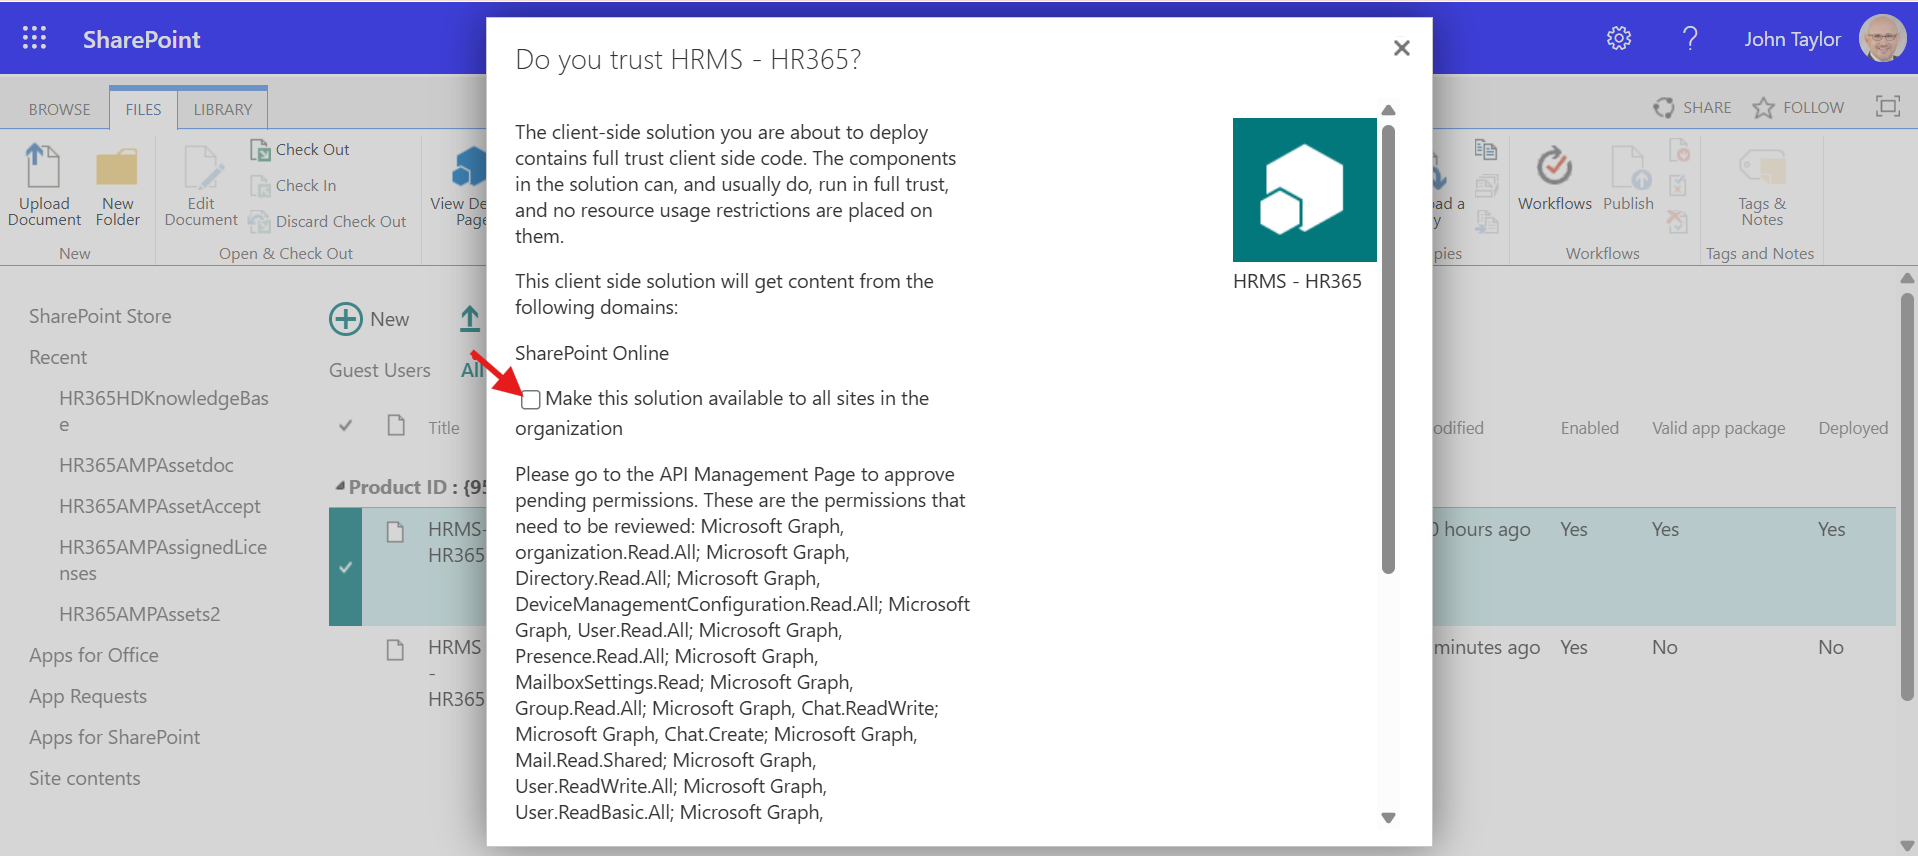 SharePoint
John Taylor
BROWSE
FILES
LIBRARY
SHARE
FOLLOW
Upload
Document
New
Folder
New
Edit
Document
Check Out
Check In
Discard Check Out
Open & Check Out
View De
Page
ad a
y
pies
Workflows
Publish
Workflows
Tags &
Notes
Tags and Notes
SharePoint Store
Recent
HR365HDKnowledgeBas
e
HR365AMPAssetdoc
HR365AMPAssetAccept
HR365AMPAssignedLice
nses
HR365AMPAssets2
Apps for Office
App Requests
Apps for SharePoint
Site contents
New
Guest Users
All
Title
odified
Enabled
Valid app package
Deployed
Product ID : {95
HRMS-
HR365
0 hours ago
Yes
Yes
Yes
HRMS
-
HR365
minutes ago
Yes
No
No
Do you trust HRMS - HR365?
The client-side solution you are about to deploy
contains full trust client side code. The components
in the solution can, and usually do, run in full trust,
and no resource usage restrictions are placed on
them.
This client side solution will get content from the
following domains:
SharePoint Online
Make this solution available to all sites in the
organization
Please go to the API Management Page to approve
pending permissions. These are the permissions that
need to be reviewed: Microsoft Graph,
organization.Read.All; Microsoft Graph,
Directory.Read.All; Microsoft Graph,
DeviceManagementConfiguration.Read.All; Microsoft
Graph, User.Read.All; Microsoft Graph,
Presence.Read.All; Microsoft Graph,
MailboxSettings.Read; Microsoft Graph,
Group.Read.All; Microsoft Graph, Chat.ReadWrite;
Microsoft Graph, Chat.Create; Microsoft Graph,
Mail.Read.Shared; Microsoft Graph,
User.ReadWrite.All; Microsoft Graph,
User.ReadBasic.All; Microsoft Graph,
HRMS - HR365